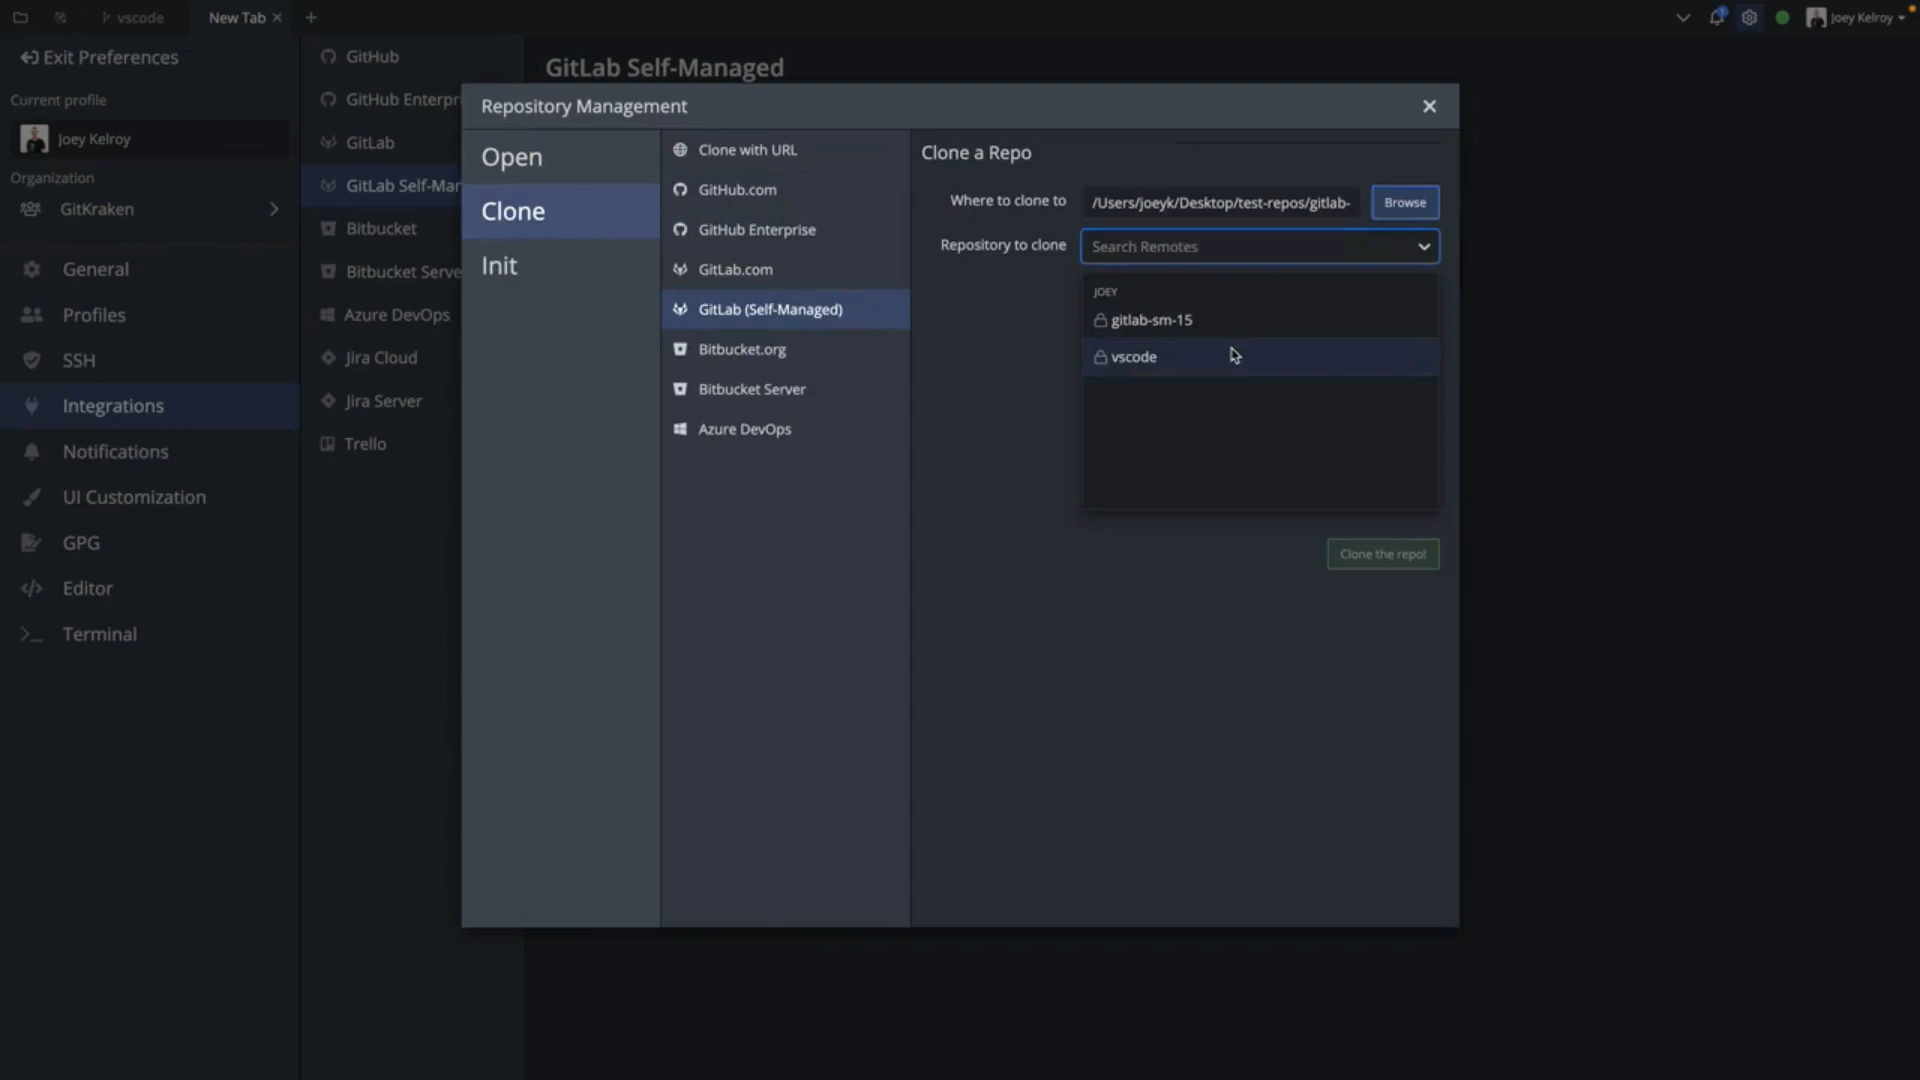 vscode
New Tab
Joey Kelroy
Exit Preferences
Current profile
Joey Kelroy
Organization
GitKraken
General
Profiles
SSH
Integrations
Notifications
UI Customization
GPG
Editor
Terminal
GitHub
GitHub Enterpri
GitLab
GitLab Self-Mar
Bitbucket
Bitbucket Serve
Azure DevOps
Jira Cloud
Jira Server
Trello
GitLab Self-Managed
Repository Management
Open
Clone
Init
Clone with URL
GitHub.com
GitHub Enterprise
GitLab.com
GitLab (Self-Managed)
Bitbucket.org
Bitbucket Server
Azure DevOps
Clone a Repo
Where to clone to
/Users/joeyk/Desktop/test-repos/gitlab-
Browse
Repository to clone
Search Remotes
JOEY
gitlab-sm-15
vscode
Clone the repo!